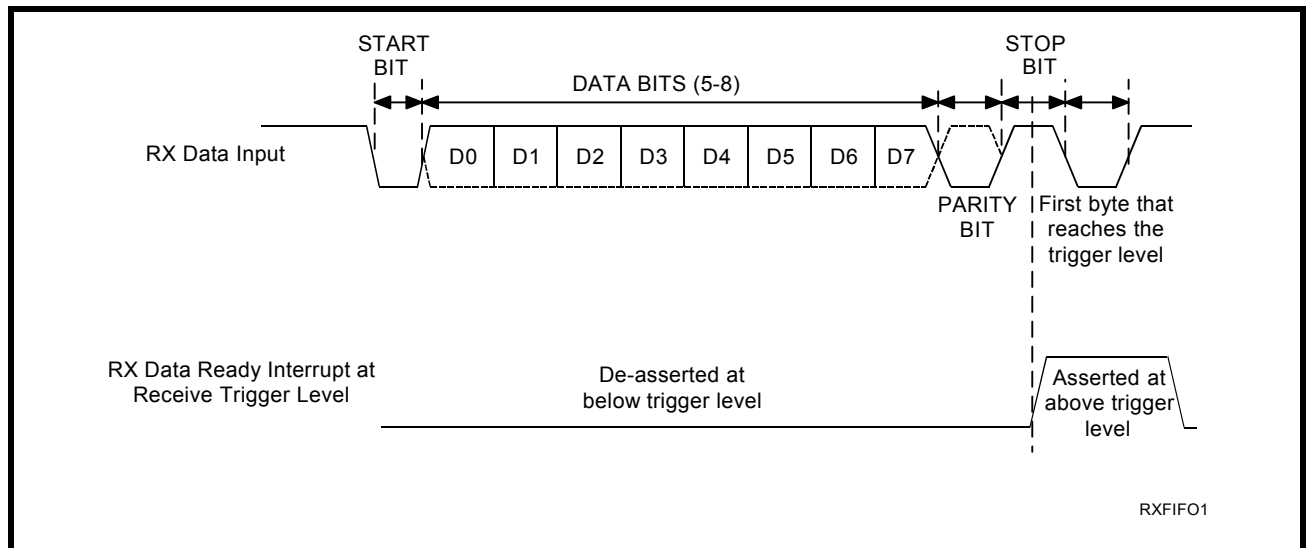 START
BIT
STOP
BIT
DATA BITS (5-8)
RX Data Input
D0 D1 D2 D3 D4 D5 D6 D7
PARITY
BIT
First byte that
reaches the
trigger level
RX Data Ready Interrupt at
Receive Trigger Level
De-asserted at
below trigger level
Asserted at
above trigger
level
RXFIFO1